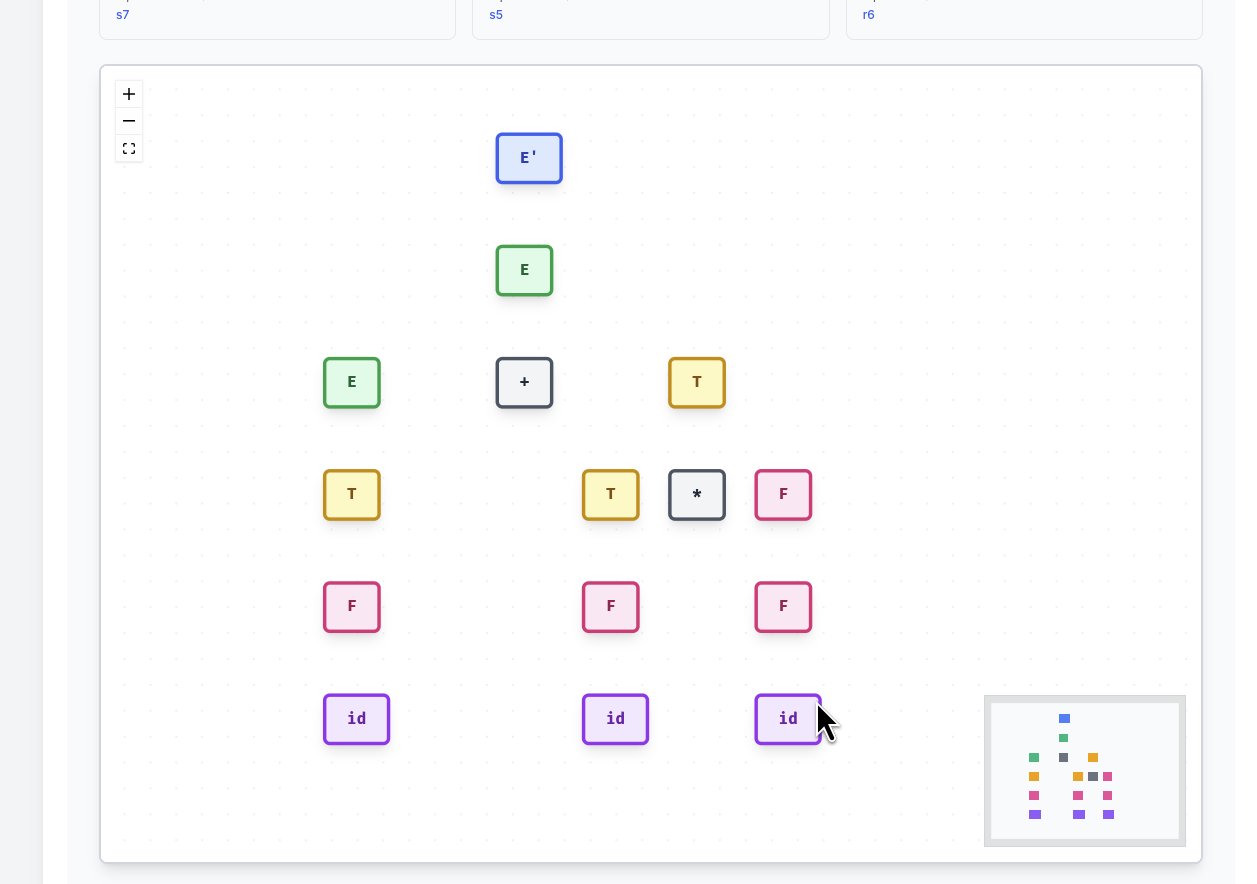 s7 s5 r6
+
−
E'
E
E + T
T T * F
F F F
id id id